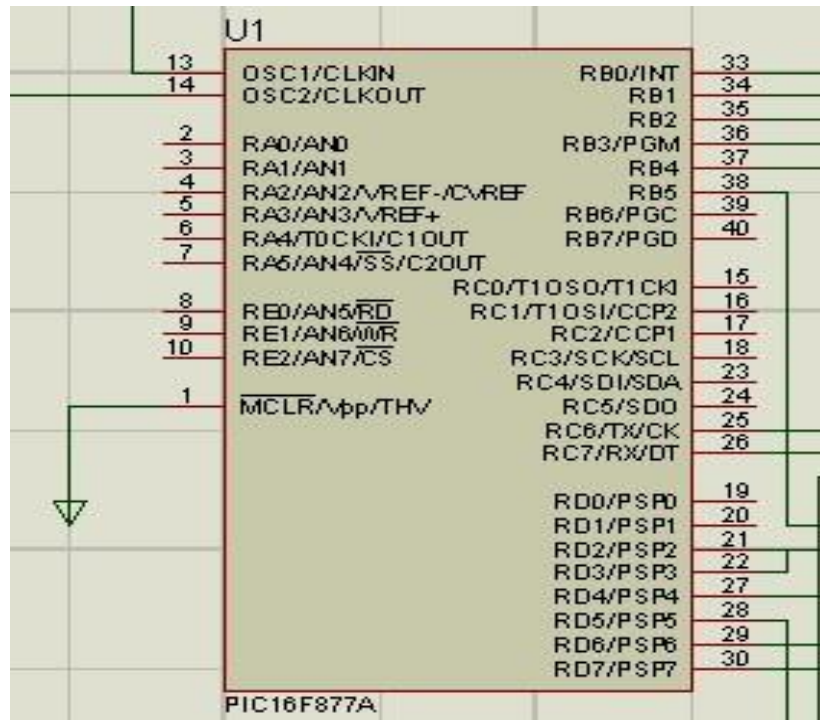 U1
13 OSC1/CLKIN
14 OSC2/CLKOUT
2 RA0/AN0
3 RA1/AN1
4 RA2/AN2/VREF-/CVREF
5 RA3/AN3/VREF+
6 RA4/T0CKI/C1OUT
7 RA5/AN4/SS/C2OUT
8 RE0/AN5/RD
9 RE1/AN6/WR
10 RE2/AN7/CS
1 MCLR/Vpp/THV
RB0/INT 33
RB1 34
RB2 35
RB3/PGM 36
RB4 37
RB5 38
RB6/PGC 39
RB7/PGD 40
RC0/T1OSO/T1CKI 15
RC1/T1OSI/CCP2 16
RC2/CCP1 17
RC3/SCK/SCL 18
RC4/SDI/SDA 23
RC5/SDO 24
RC6/TX/CK 25
RC7/RX/DT 26
RD0/PSP0 19
RD1/PSP1 20
RD2/PSP2 21
RD3/PSP3 22
RD4/PSP4 27
RD5/PSP5 28
RD6/PSP6 29
RD7/PSP7 30
PIC16F877A